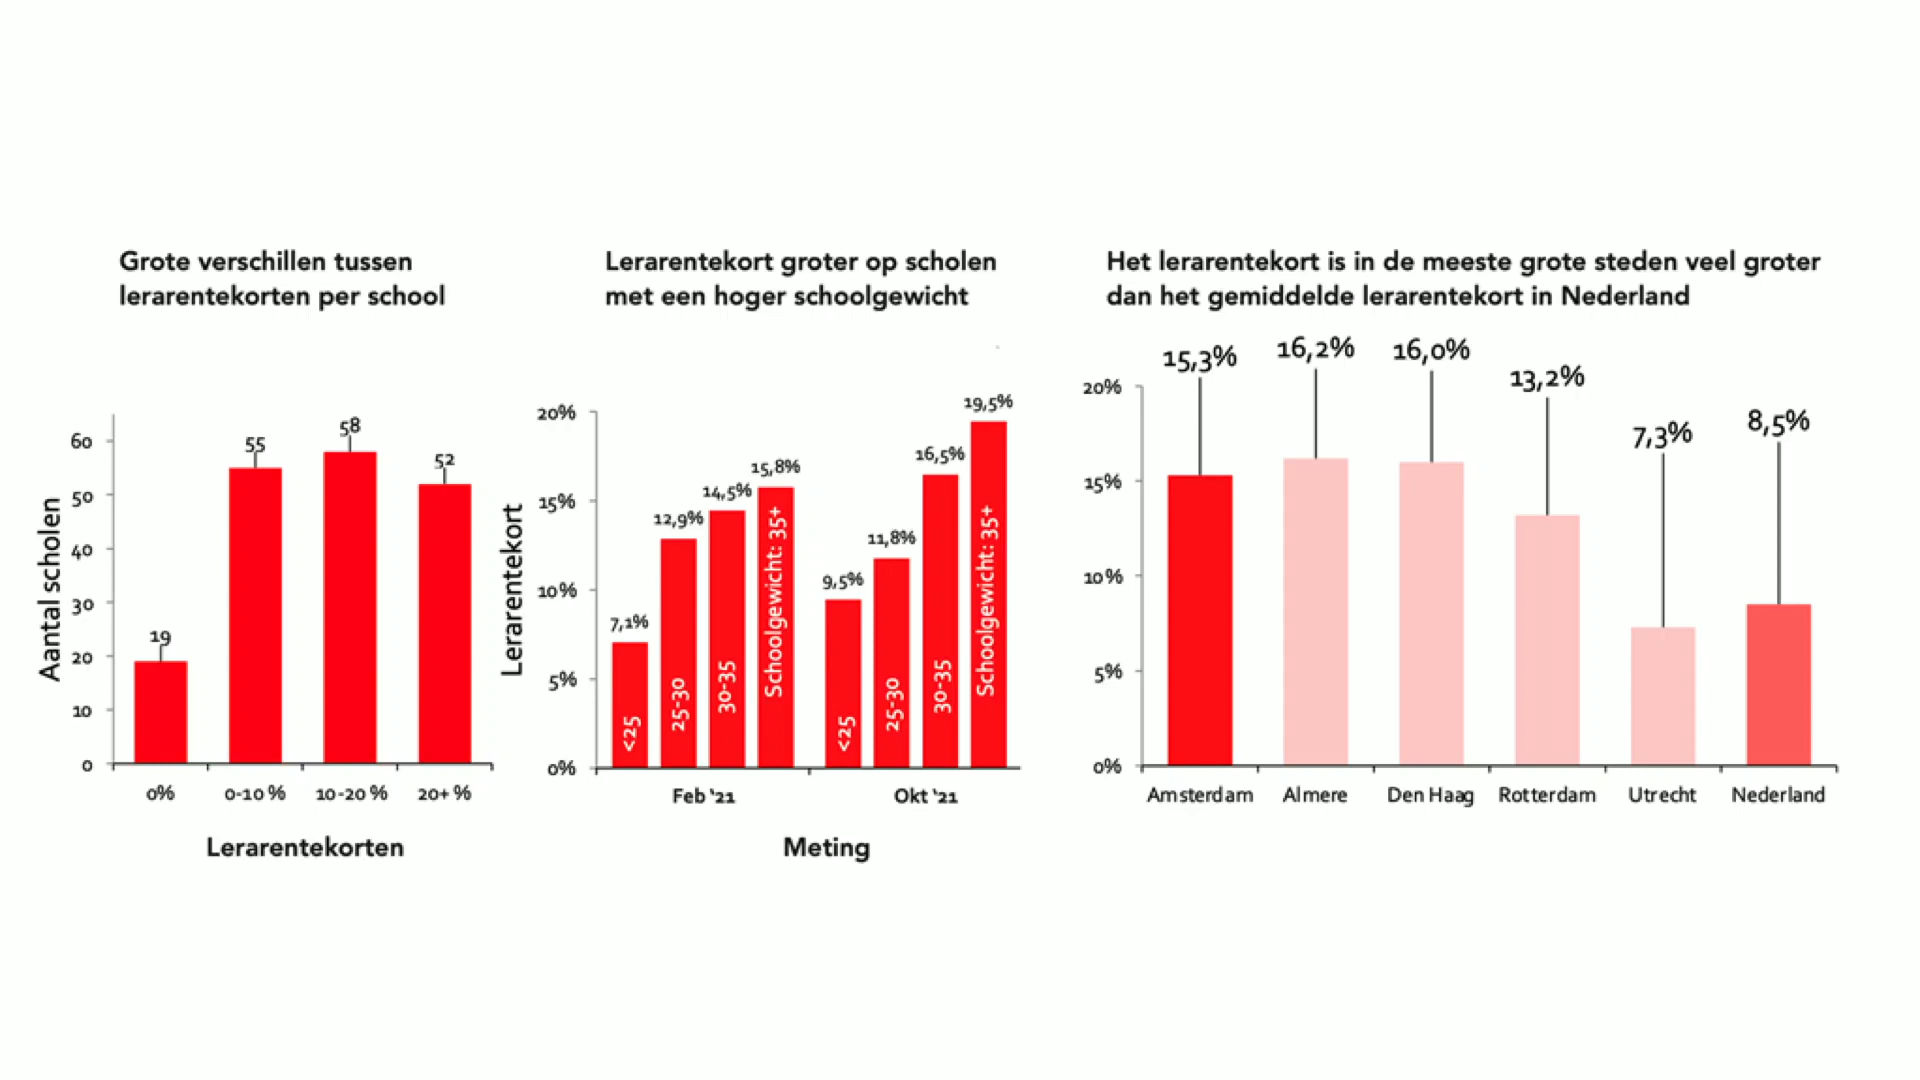 Grote verschillen tussen
lerarentekorten per school
Aantal scholen
60
50
40
30
20
10
0
19
55
58
52
0%
0-10 %
10-20 %
20+ %
Lerarentekorten
Lerarentekort groter op scholen
met een hoger schoolgewicht
Lerarentekort
20%
15%
10%
5%
0%
7,1%
12,9%
14,5%
15,8%
9,5%
11,8%
16,5%
19,5%
<25
25-30
30-35
Schoolgewicht: 35+
<25
25-30
30-35
Schoolgewicht: 35+
Feb '21
Okt '21
Meting
Het lerarentekort is in de meeste grote steden veel groter
dan het gemiddelde lerarentekort in Nederland
20%
15%
10%
5%
0%
15,3%
16,2%
16,0%
13,2%
7,3%
8,5%
Amsterdam
Almere
Den Haag
Rotterdam
Utrecht
Nederland